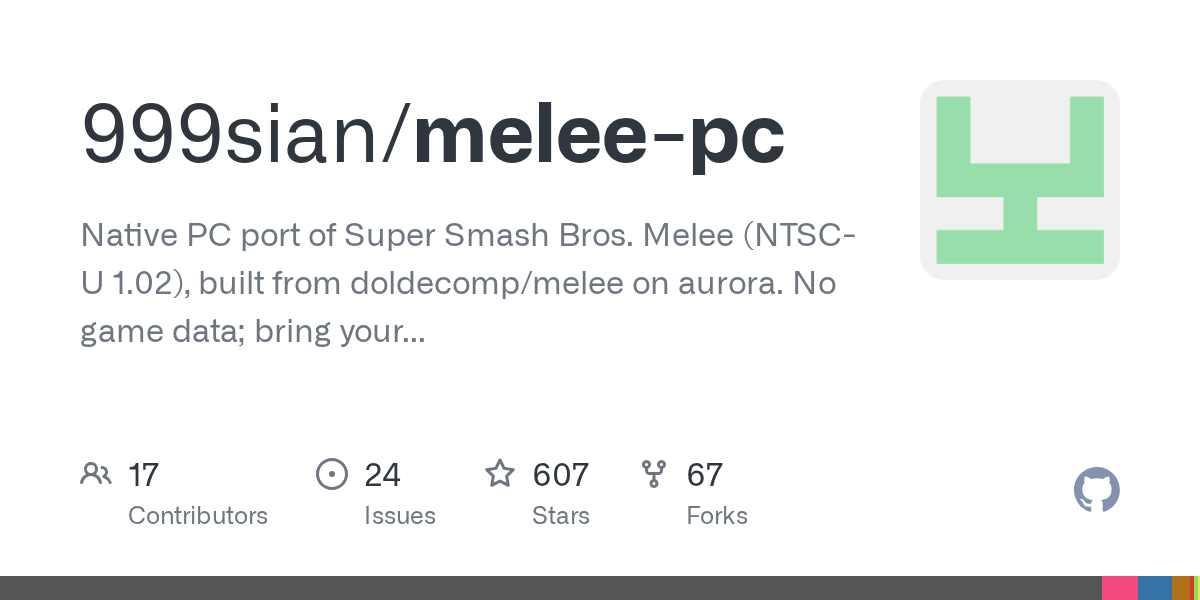 999sian/melee-pc
Native PC port of Super Smash Bros. Melee (NTSC-
U 1.02), built from doldecomp/melee on aurora. No
game data; bring your...
17
Contributors
24
Issues
607
Stars
67
Forks